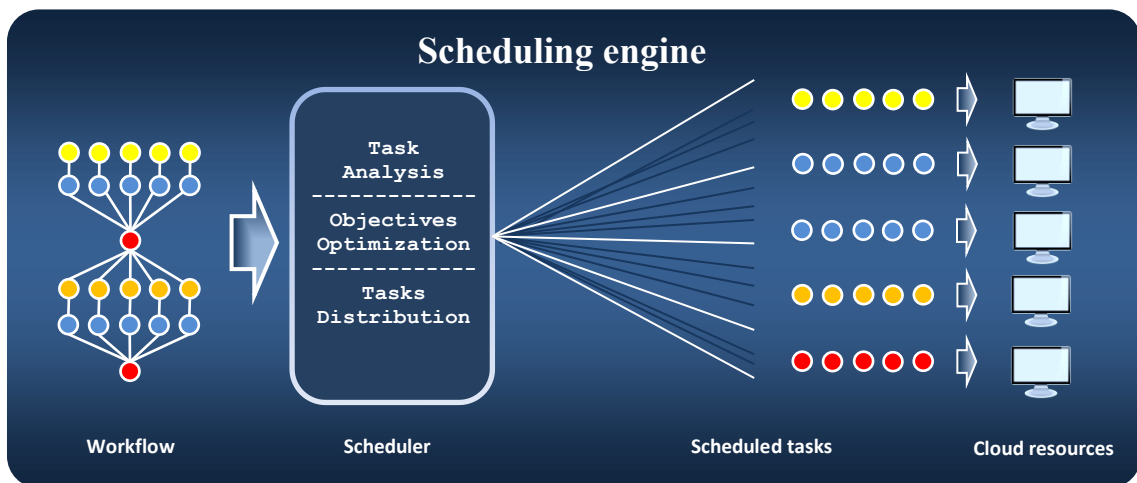 Scheduling engine
Task
Analysis
Objectives
Optimization
Tasks
Distribution
Workflow
Scheduler
Scheduled tasks
Cloud resources